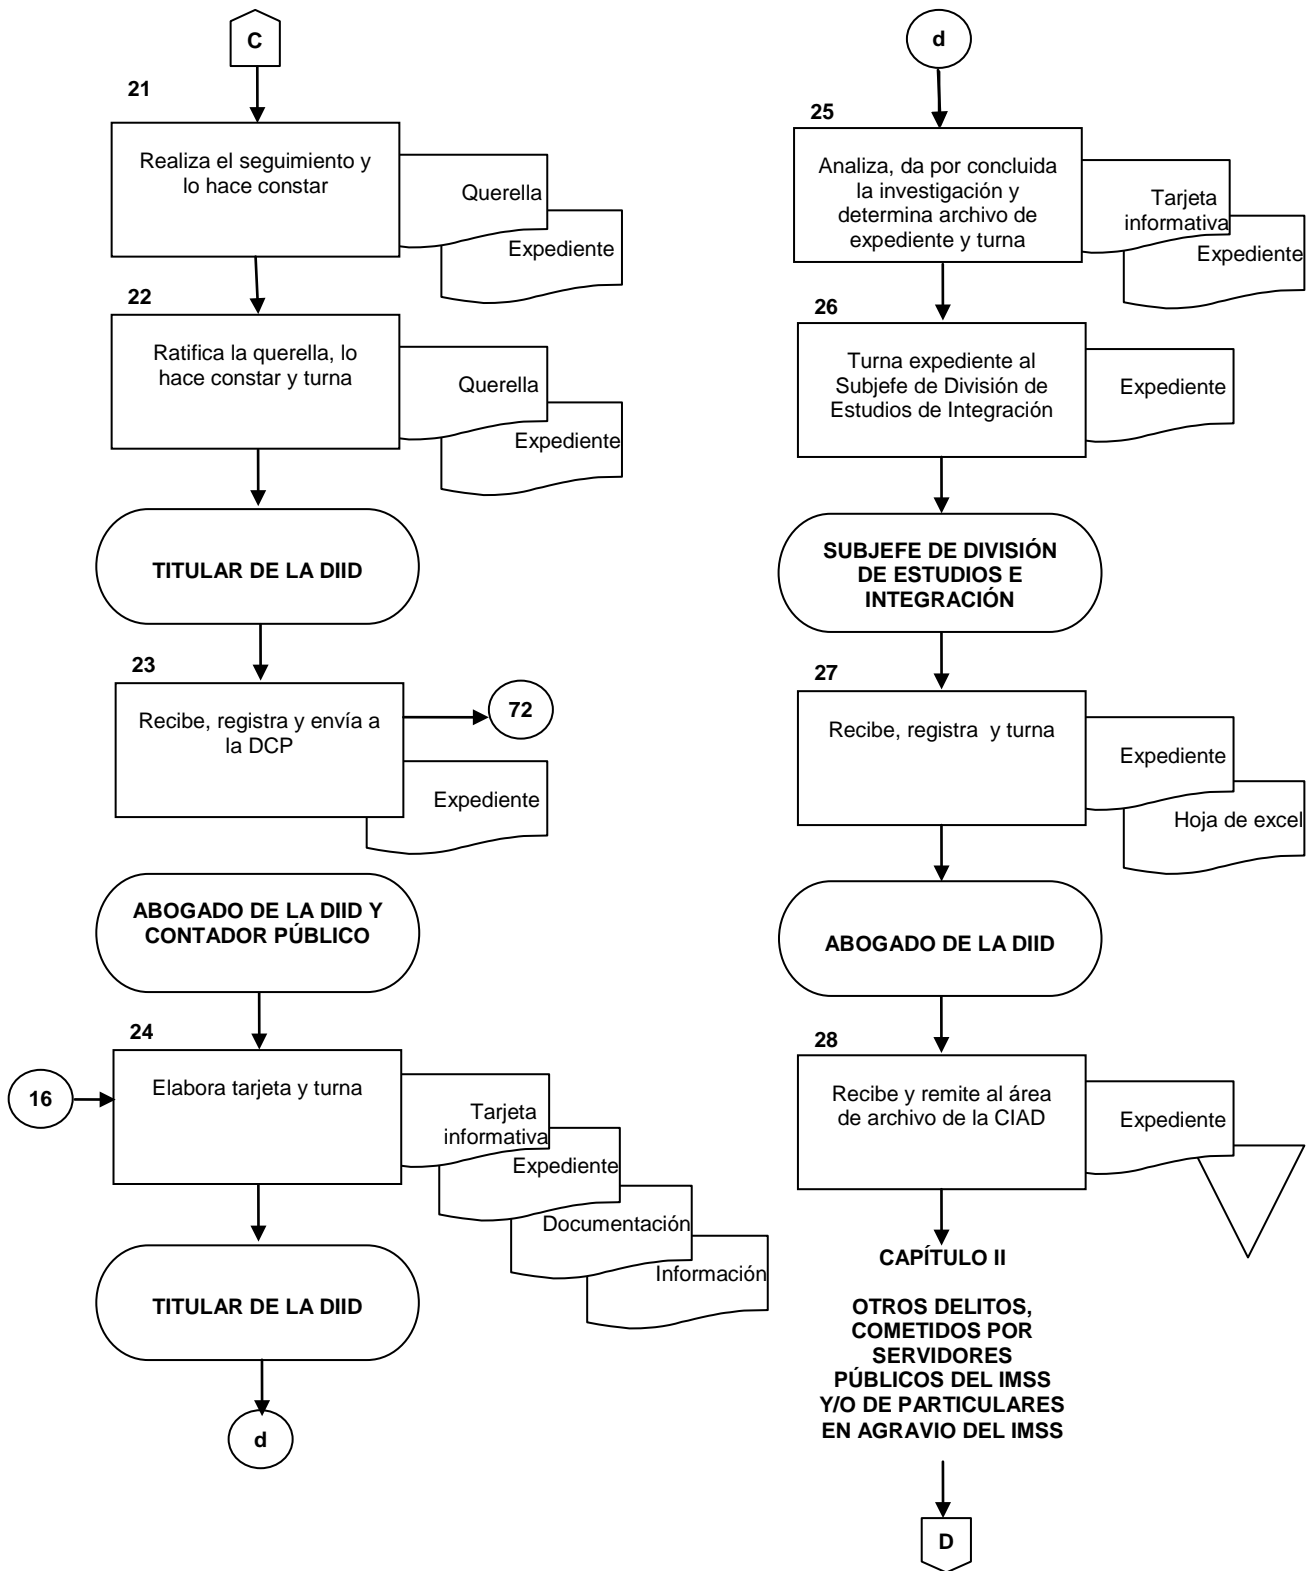 C
21
Realiza el seguimiento y
lo hace constar
Querella
Expediente
22
Ratifica la querella, lo
hace constar y turna
Querella
Expediente
TITULAR DE LA DIID
23
Recibe, registra y envía a
la DCP
72
Expediente
ABOGADO DE LA DIID Y
CONTADOR PÚBLICO
24
16
Elabora tarjeta y turna
Tarjeta
informativa
Expediente
Documentación
Información
TITULAR DE LA DIID
d
d
25
Analiza, da por concluida
la investigación y
determina archivo de
expediente y turna
Tarjeta
informativa
Expediente
26
Turna expediente al
Subjefe de División de
Estudios de Integración
Expediente
SUBJEFE DE DIVISIÓN
DE ESTUDIOS E
INTEGRACIÓN
27
Recibe, registra y turna
Expediente
Hoja de excel
ABOGADO DE LA DIID
28
Recibe y remite al área
de archivo de la CIAD
Expediente
CAPÍTULO II
OTROS DELITOS,
COMETIDOS POR
SERVIDORES
PÚBLICOS DEL IMSS
Y/O DE PARTICULARES
EN AGRAVIO DEL IMSS
D